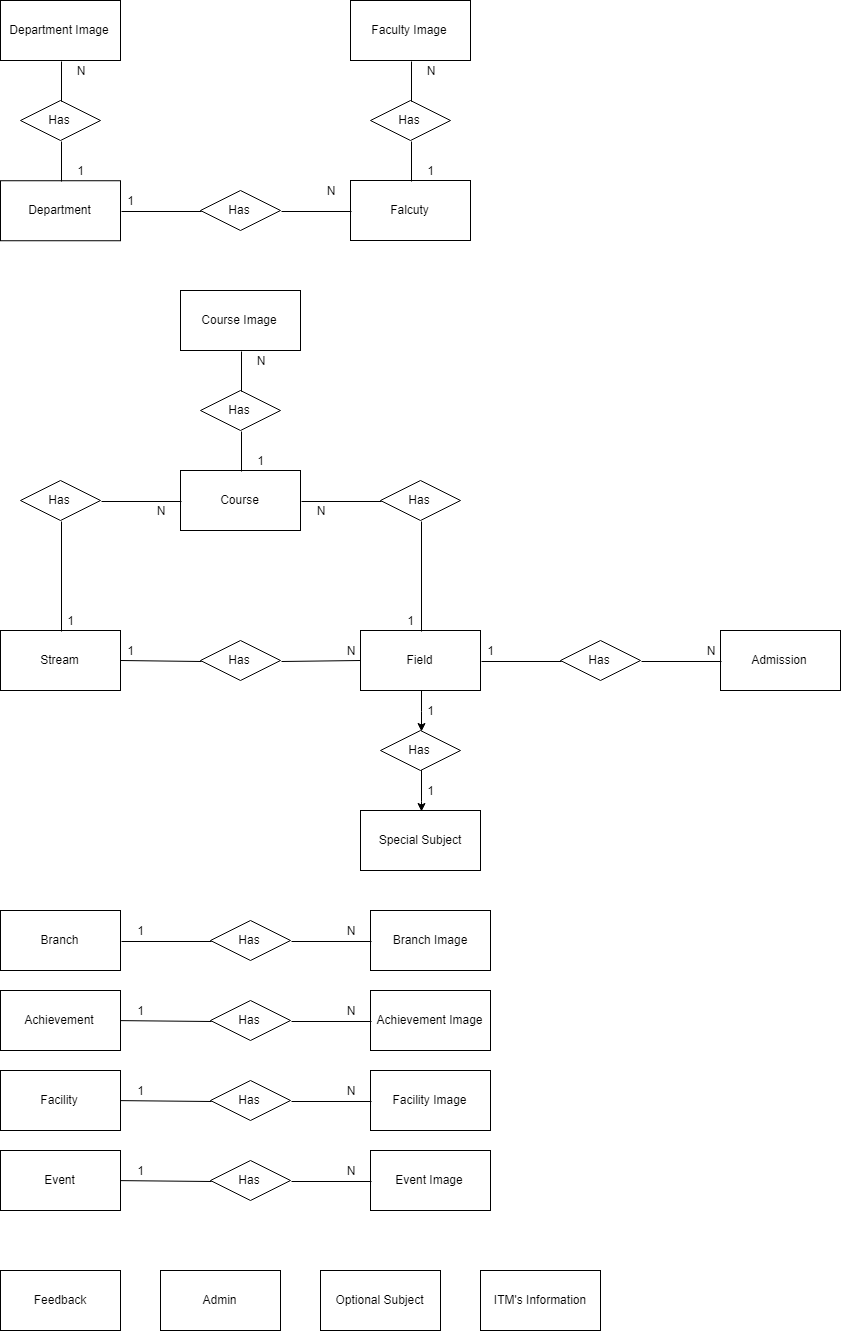 Department Image
Faculty Image
N
N
Has
Has
1
1
Department
1
Has
N
Falcuty
Course Image
N
Has
1
Has
N
Course
N
Has
1
1
Stream
1
Has
N
Field
1
Has
N
Admission
1
Has
1
Special Subject
Branch
1
Has
N
Branch Image
Achievement
1
Has
N
Achievement Image
Facility
1
Has
N
Facility Image
Event
1
Has
N
Event Image
Feedback
Admin
Optional Subject
ITM's Information